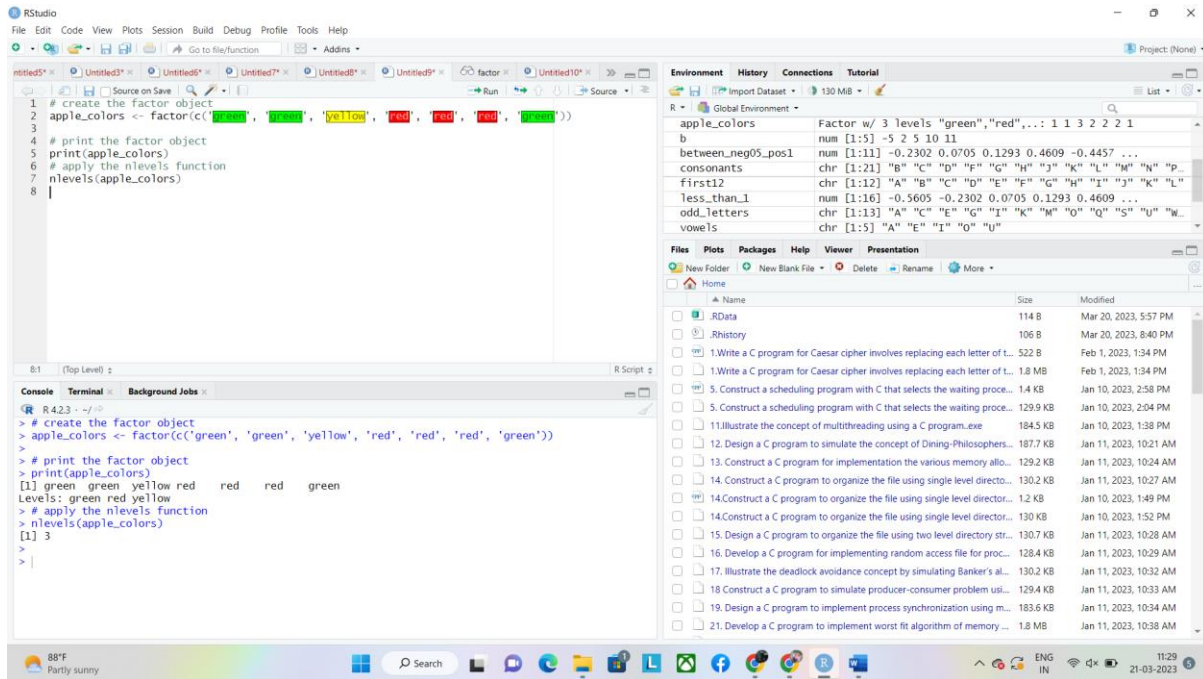 RStudio
File Edit Code View Plots Session Build Debug Profile Tools Help
Go to file/function Addins Project: (None)
ntitled5* Untitled3* Untitled6* Untitled7* Untitled8* Untitled9* factor Untitled10*
Source on Save Run Source
1 # create the factor object
2 apple_colors <- factor(c('green', 'green', 'yellow', 'red', 'red', 'red', 'green'))
3
4 # print the factor object
5 print(apple_colors)
6 # apply the nlevels function
7 nlevels(apple_colors)
8
8:1 (Top Level) R Script
Console Terminal Background Jobs
R 4.2.3 · ~/
> # create the factor object
> apple_colors <- factor(c('green', 'green', 'yellow', 'red', 'red', 'red', 'green'))
>
> # print the factor object
> print(apple_colors)
[1] green green yellow red red red green
Levels: green red yellow
> # apply the nlevels function
> nlevels(apple_colors)
[1] 3
>
>
Environment History Connections Tutorial
Import Dataset 130 MiB List
R Global Environment
apple_colors Factor w/ 3 levels "green","red",..: 1 1 3 2 2 2 1
b num [1:5] -5 2 5 10 11
between_neg05_pos1 num [1:11] -0.2302 0.0705 0.1293 0.4609 -0.4457 ...
consonants chr [1:21] "B" "C" "D" "F" "G" "H" "J" "K" "L" "M" "N" "P...
first12 chr [1:12] "A" "B" "C" "D" "E" "F" "G" "H" "I" "J" "K" "L"
less_than_1 num [1:16] -0.5605 -0.2302 0.0705 0.1293 0.4609 ...
odd_letters chr [1:13] "A" "C" "E" "G" "I" "K" "M" "O" "Q" "S" "U" "W...
vowels chr [1:5] "A" "E" "I" "O" "U"
Files Plots Packages Help Viewer Presentation
New Folder New Blank File Delete Rename More
Home
Name Size Modified
.RData 114 B Mar 20, 2023, 5:57 PM
.Rhistory 106 B Mar 20, 2023, 8:40 PM
1.Write a C program for Caesar cipher involves replacing each letter of t... 522 B Feb 1, 2023, 1:34 PM
1.Write a C program for Caesar cipher involves replacing each letter of t... 1.8 MB Feb 1, 2023, 1:34 PM
5. Construct a scheduling program with C that selects the waiting proce... 1.4 KB Jan 10, 2023, 2:58 PM
5. Construct a scheduling program with C that selects the waiting proce... 129.9 KB Jan 10, 2023, 2:04 PM
11.Illustrate the concept of multithreading using a C program..exe 184.5 KB Jan 10, 2023, 1:38 PM
12. Design a C program to simulate the concept of Dining-Philosophers... 187.7 KB Jan 11, 2023, 10:21 AM
13. Construct a C program for implementation the various memory allo... 129.2 KB Jan 11, 2023, 10:24 AM
14. Construct a C program to organize the file using single level director... 130.2 KB Jan 11, 2023, 10:27 AM
14.Construct a C program to organize the file using single level director... 1.2 KB Jan 10, 2023, 1:49 PM
14.Construct a C program to organize the file using single level director... 130 KB Jan 10, 2023, 1:52 PM
15. Design a C program to organize the file using two level directory str... 130.7 KB Jan 11, 2023, 10:28 AM
16. Develop a C program for implementing random access file for proc... 128.4 KB Jan 11, 2023, 10:29 AM
17. Illustrate the deadlock avoidance concept by simulating Banker's al... 130.2 KB Jan 11, 2023, 10:32 AM
18 Construct a C program to simulate producer-consumer problem usi... 129.4 KB Jan 11, 2023, 10:33 AM
19. Design a C program to implement process synchronization using m... 183.6 KB Jan 11, 2023, 10:34 AM
21. Develop a C program to implement worst fit algorithm of memory ... 1.8 MB Jan 11, 2023, 10:38 AM
88°F
Partly sunny
Search
ENG
IN
11:29
21-03-2023
5